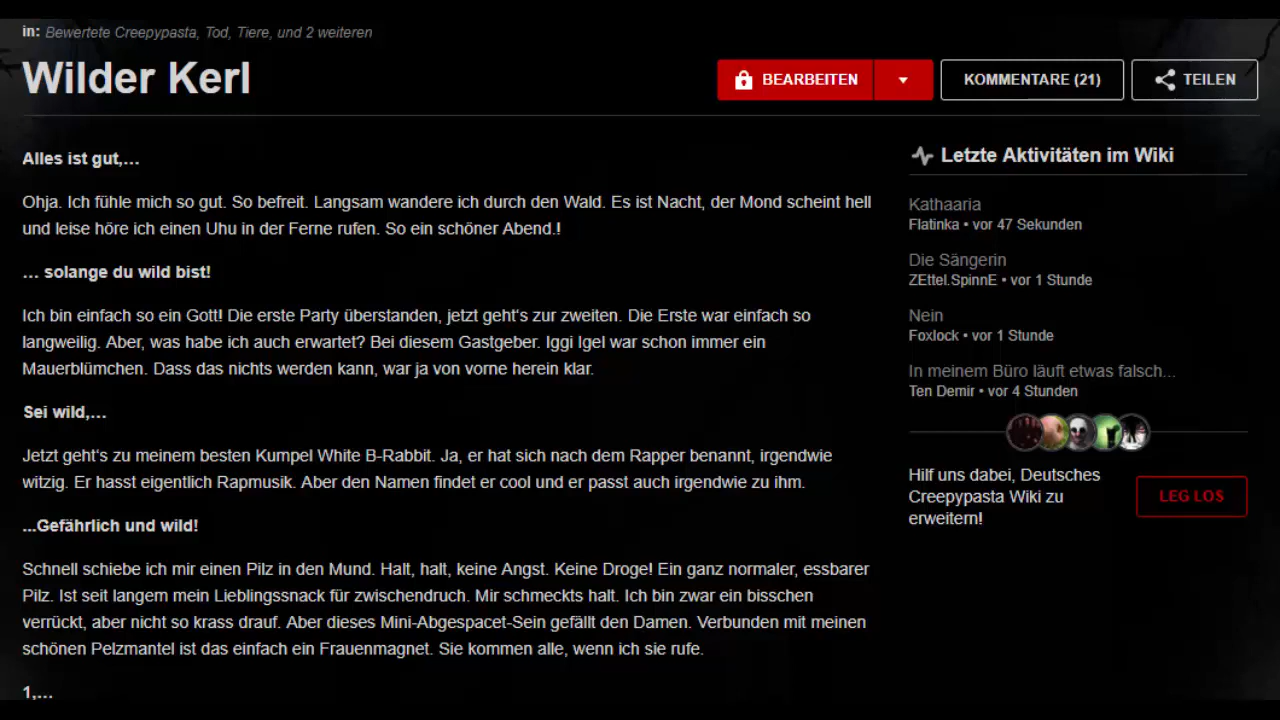 in: Bewertete Creepypasta, Tod, Tiere, und 2 weiteren
Wilder Kerl
BEARBEITEN
KOMMENTARE (21)
TEILEN
Alles ist gut,…
Ohja. Ich fühle mich so gut. So befreit. Langsam wandere ich durch den Wald. Es ist Nacht, der Mond scheint hell
und leise höre ich einen Uhu in der Ferne rufen. So ein schöner Abend.!
… solange du wild bist!
Ich bin einfach so ein Gott! Die erste Party überstanden, jetzt geht's zur zweiten. Die Erste war einfach so
langweilig. Aber, was habe ich auch erwartet? Bei diesem Gastgeber. Iggi Igel war schon immer ein
Mauerblümchen. Dass das nichts werden kann, war ja von vorne herein klar.
Sei wild,…
Jetzt geht's zu meinem besten Kumpel White B-Rabbit. Ja, er hat sich nach dem Rapper benannt, irgendwie
witzig. Er hasst eigentlich Rapmusik. Aber den Namen findet er cool und er passt auch irgendwie zu ihm.
...Gefährlich und wild!
Schnell schiebe ich mir einen Pilz in den Mund. Halt, halt, keine Angst. Keine Droge! Ein ganz normaler, essbarer
Pilz. Ist seit langem mein Lieblingssnack für zwischendruch. Mir schmeckts halt. Ich bin zwar ein bisschen
verrückt, aber nicht so krass drauf. Aber dieses Mini-Abgespacet-Sein gefällt den Damen. Verbunden mit meinen
schönen Pelzmantel ist das einfach ein Frauenmagnet. Sie kommen alle, wenn ich sie rufe.
1,…
Letzte Aktivitäten im Wiki
Kathaaria
Flatinka • vor 47 Sekunden
Die Sängerin
ZEttel.SpinnE • vor 1 Stunde
Nein
Foxlock • vor 1 Stunde
In meinem Büro läuft etwas falsch...
Ten Demir • vor 4 Stunden
Hilf uns dabei, Deutsches
Creepypasta Wiki zu
erweitern!
LEG LOS